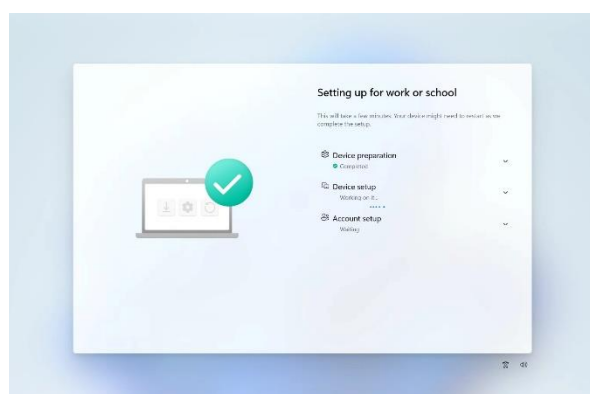 Setting up for work or school
This will take a few minutes. Your device might need to restart as we
complete the setup.
Device preparation
Completed
Device setup
Working on it...
Account setup
Waiting